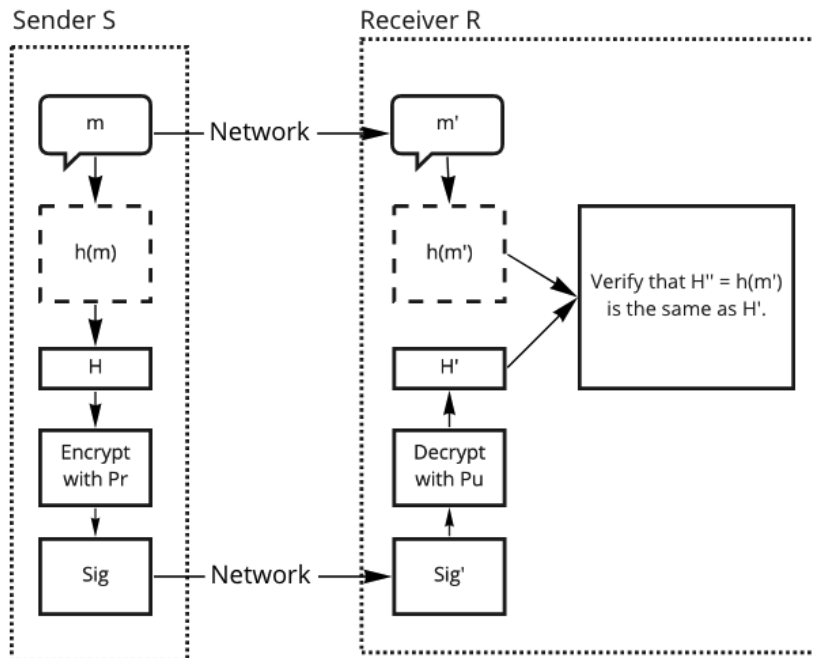 Sender S
Receiver R
m
Network
m'
h(m)
h(m')
Verify that H'' = h(m')
is the same as H'.
H
H'
Encrypt
with Pr
Decrypt
with Pu
Sig
Network
Sig'